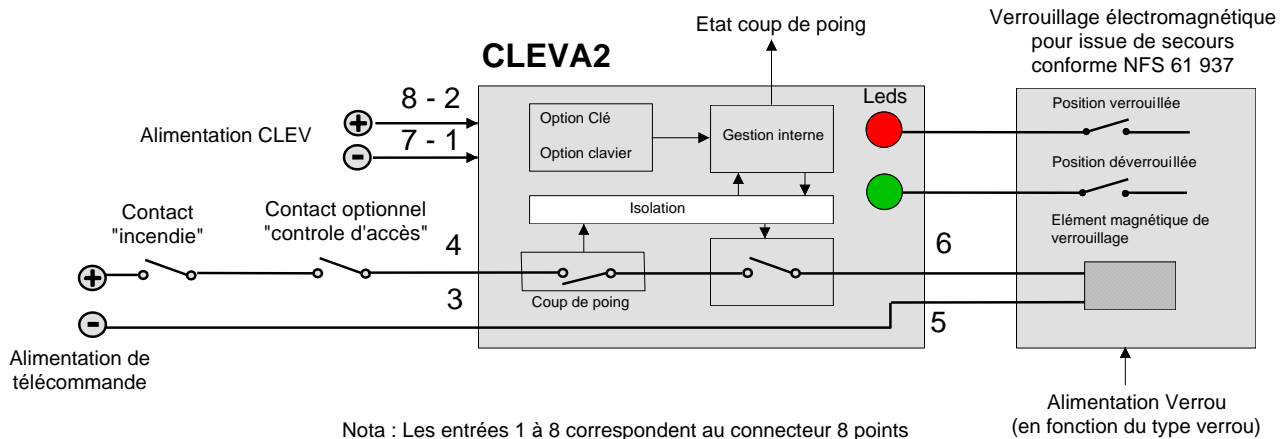 Etat coup de poing
Verrouillage électromagnétique
pour issue de secours
conforme NFS 61 937
CLEVA2
8 - 2
7 - 1
Alimentation CLEV
+
-
Option Clé
Option clavier
Gestion interne
Leds
Position verrouillée
Position déverrouillée
Isolation
Elément magnétique de
verrouillage
Contact
"incendie"
Contact optionnel
"controle d'accès"
4
6
+
Coup de poing
3
5
-
Alimentation de
télécommande
Alimentation Verrou
(en fonction du type verrou)
Nota : Les entrées 1 à 8 correspondent au connecteur 8 points